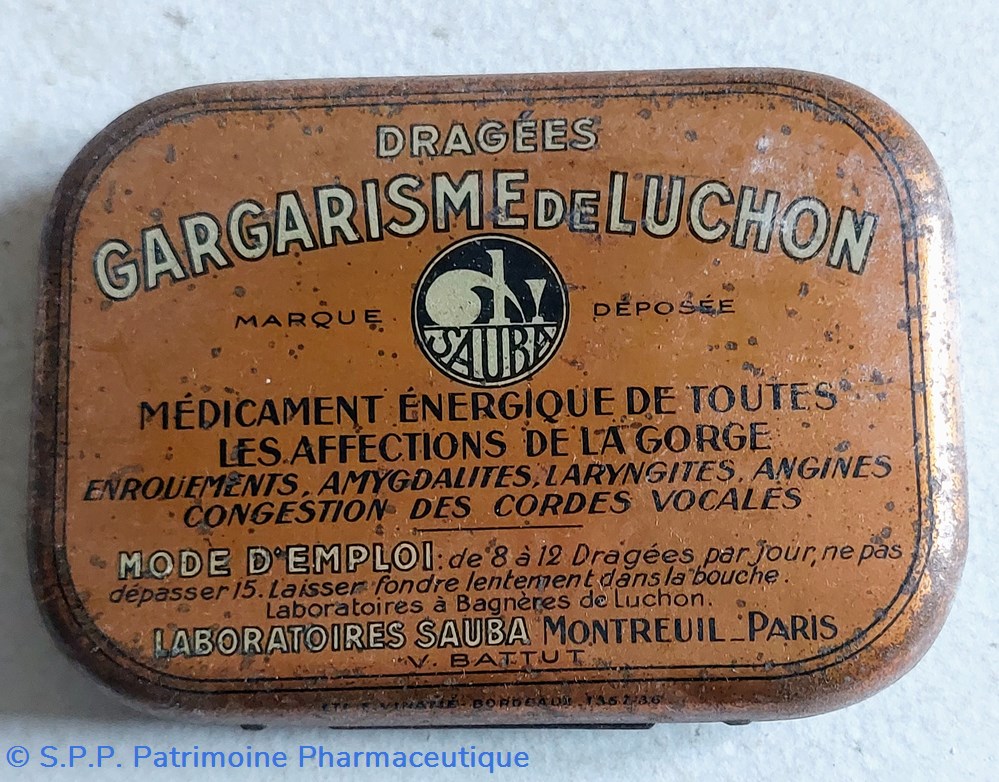 DRAGÉES
GARGARISME DE LUCHON
MARQUE DÉPOSÉE
SAUBA
MÉDICAMENT ÉNERGIQUE DE TOUTES
LES AFFECTIONS DE LA GORGE
ENROUEMENTS, AMYGDALITES, LARYNGITES, ANGINES
CONGESTION DES CORDES VOCALES
MODE D'EMPLOI: de 8 à 12 Dragées par jour, ne pas
dépasser 15. Laisser fondre lentement dans la bouche.
Laboratoires à Bagnères de Luchon.
LABORATOIRES SAUBA MONTREUIL_PARIS
V. BATTUT
BORDEAUX
© S.P.P. Patrimoine Pharmaceutique